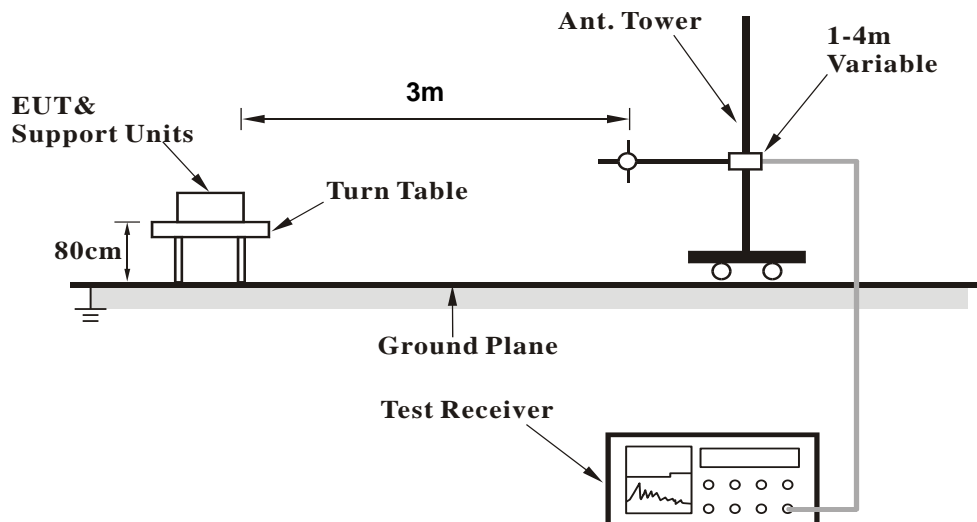 Ant. Tower
1-4m
Variable
3m
EUT&
Support Units
Turn Table
80cm
Ground Plane
Test Receiver